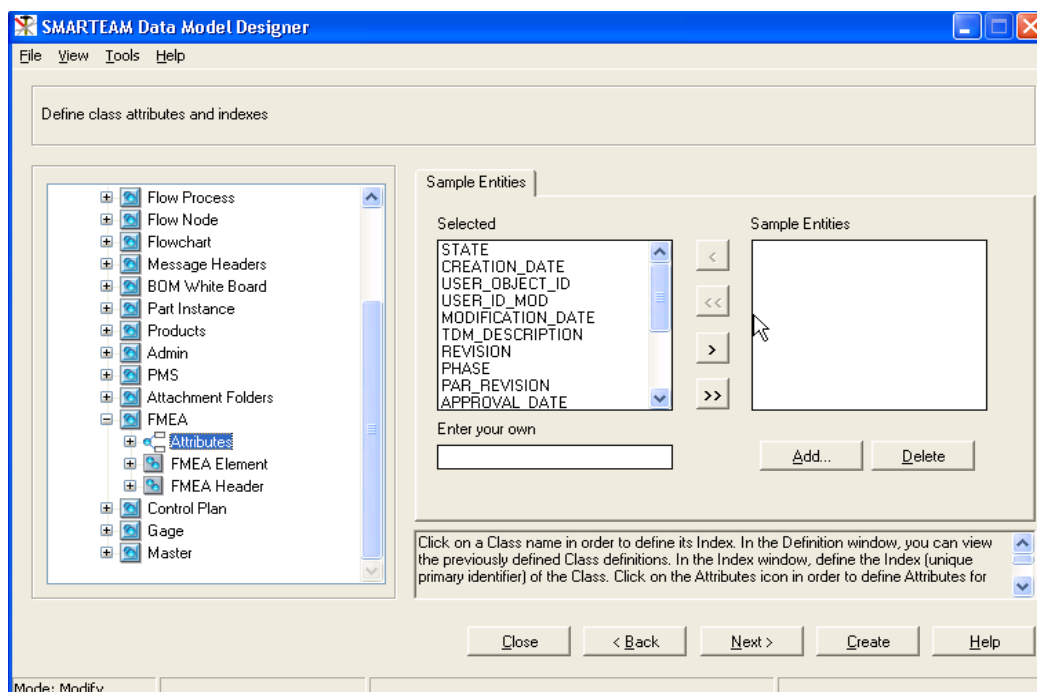 SMARTEAM Data Model Designer
File View Tools Help
Define class attributes and indexes
Flow Process
Flow Node
Flowchart
Message Headers
BOM White Board
Part Instance
Products
Admin
PMS
Attachment Folders
FMEA
Attributes
FMEA Element
FMEA Header
Control Plan
Gage
Master
Sample Entities
Selected
STATE
CREATION_DATE
USER_OBJECT_ID
USER_ID_MOD
MODIFICATION_DATE
TDM_DESCRIPTION
REVISION
PHASE
PAR_REVISION
APPROVAL_DATE
<
<<
>
>>
Sample Entities
Enter your own
Add...
Delete
Click on a Class name in order to define its Index. In the Definition window, you can view
the previously defined Class definitions. In the Index window, define the Index (unique
primary identifier) of the Class. Click on the Attributes icon in order to define Attributes for
Close
< Back
Next >
Create
Help
Mode: Modify